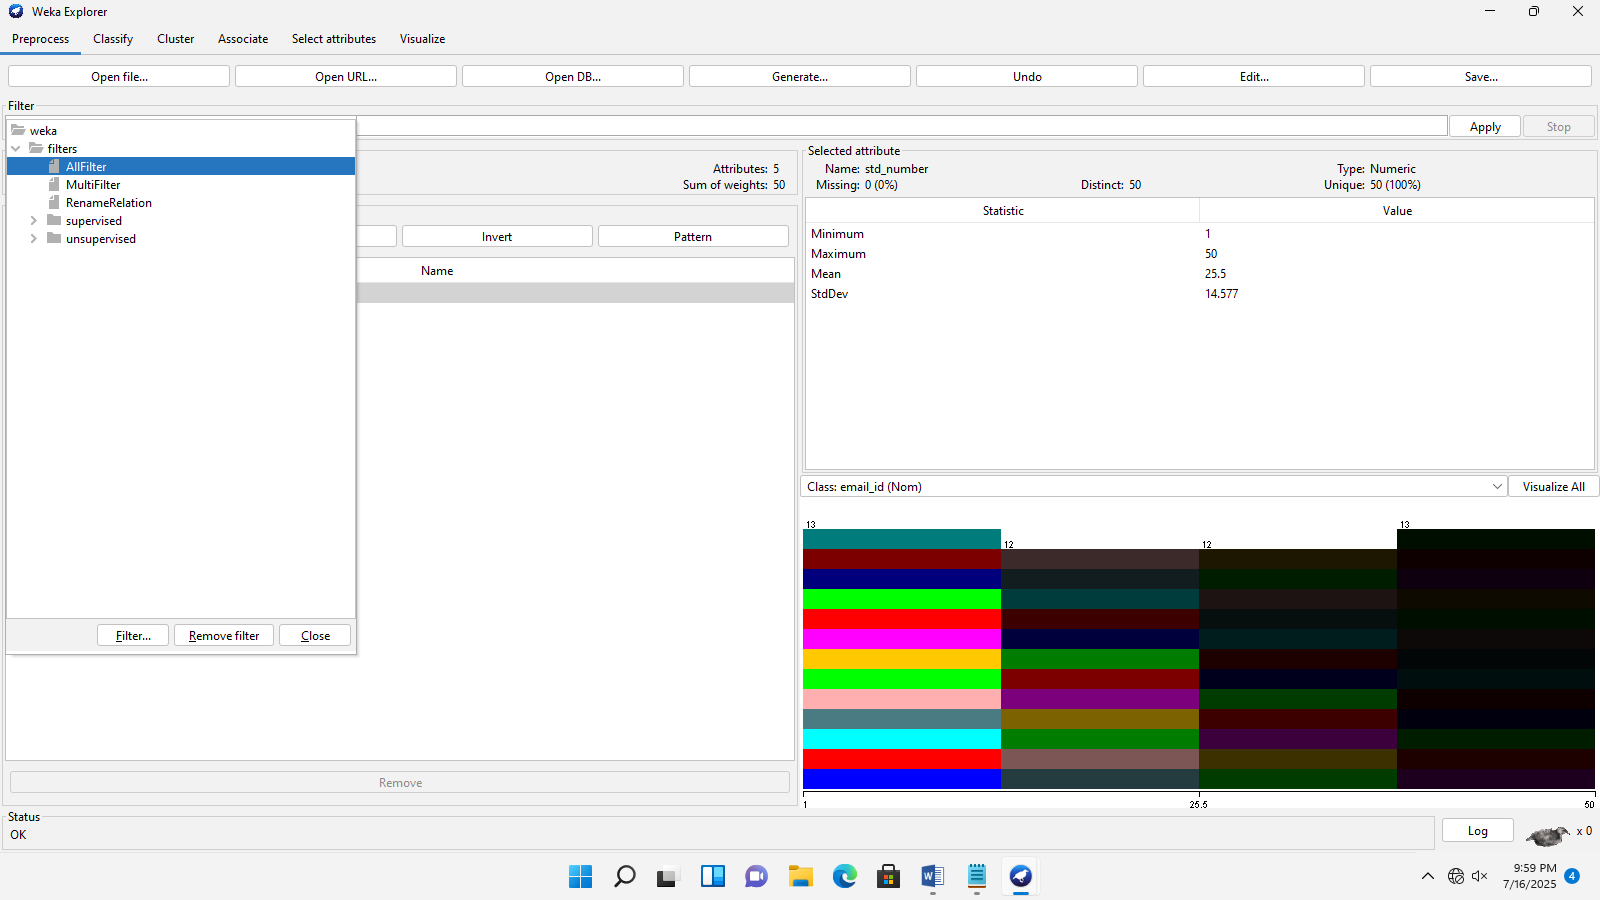 Weka Explorer
Preprocess Classify Cluster Associate Select attributes Visualize
Open file... Open URL... Open DB... Generate... Undo Edit... Save...
Filter
Apply Stop
weka
filters
AllFilter
MultiFilter
RenameRelation
supervised
unsupervised
Filter... Remove filter Close
Attributes: 5
Sum of weights: 50
Invert Pattern
Name
Remove
Selected attribute
Name: std_number Type: Numeric
Missing: 0 (0%) Distinct: 50 Unique: 50 (100%)
Statistic Value
Minimum 1
Maximum 50
Mean 25.5
StdDev 14.577
Class: email_id (Nom) Visualize All
13 12 12 13
1 25.5 50
Status
OK
Log x 0
9:59 PM
7/16/2025 4